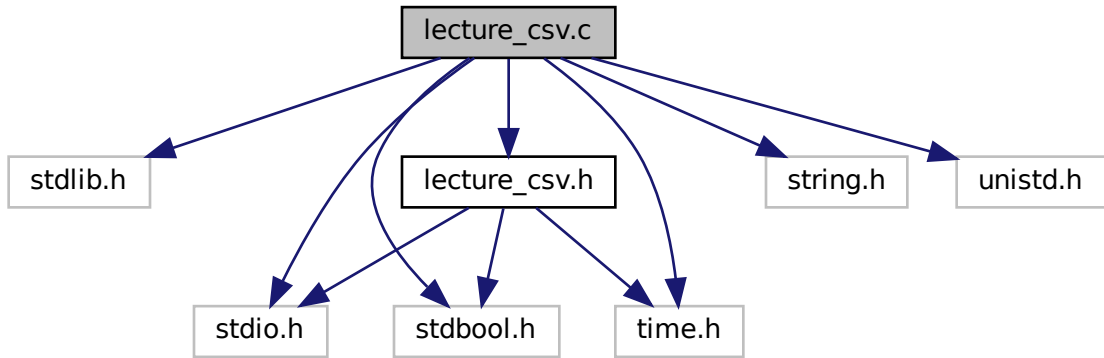 lecture_csv.c
stdlib.h
lecture_csv.h
string.h
unistd.h
stdio.h
stdbool.h
time.h